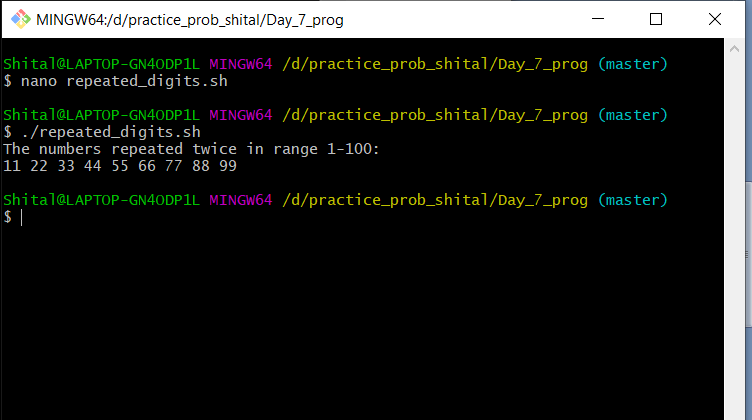 MINGW64:/d/practice_prob_shital/Day_7_prog
Shital@LAPTOP-GN4ODP1L MINGW64 /d/practice_prob_shital/Day_7_prog (master)
$ nano repeated_digits.sh
Shital@LAPTOP-GN4ODP1L MINGW64 /d/practice_prob_shital/Day_7_prog (master)
$ ./repeated_digits.sh
The numbers repeated twice in range 1-100:
11 22 33 44 55 66 77 88 99
Shital@LAPTOP-GN4ODP1L MINGW64 /d/practice_prob_shital/Day_7_prog (master)
$